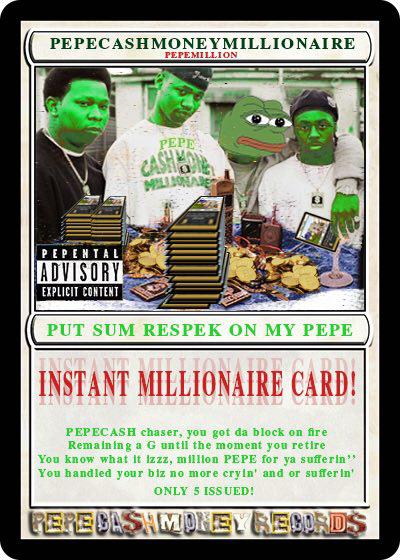 PEPECASHMONEYMILLIONAIRE
PEPEMILLION
PEPE
CASH MONEY
MILLIONAIRE
PEPENTAL
ADVISORY
EXPLICIT CONTENT
PUT SUM RESPEK ON MY PEPE
INSTANT MILLIONAIRE CARD!
PEPECASH chaser, you got da block on fire
Remaining a G until the moment you retire
You know what it izzz, million PEPE for ya sufferin''
You handled your biz no more cryin' and or sufferin'
ONLY 5 ISSUED!
PEPECASHMONEY RECORDS